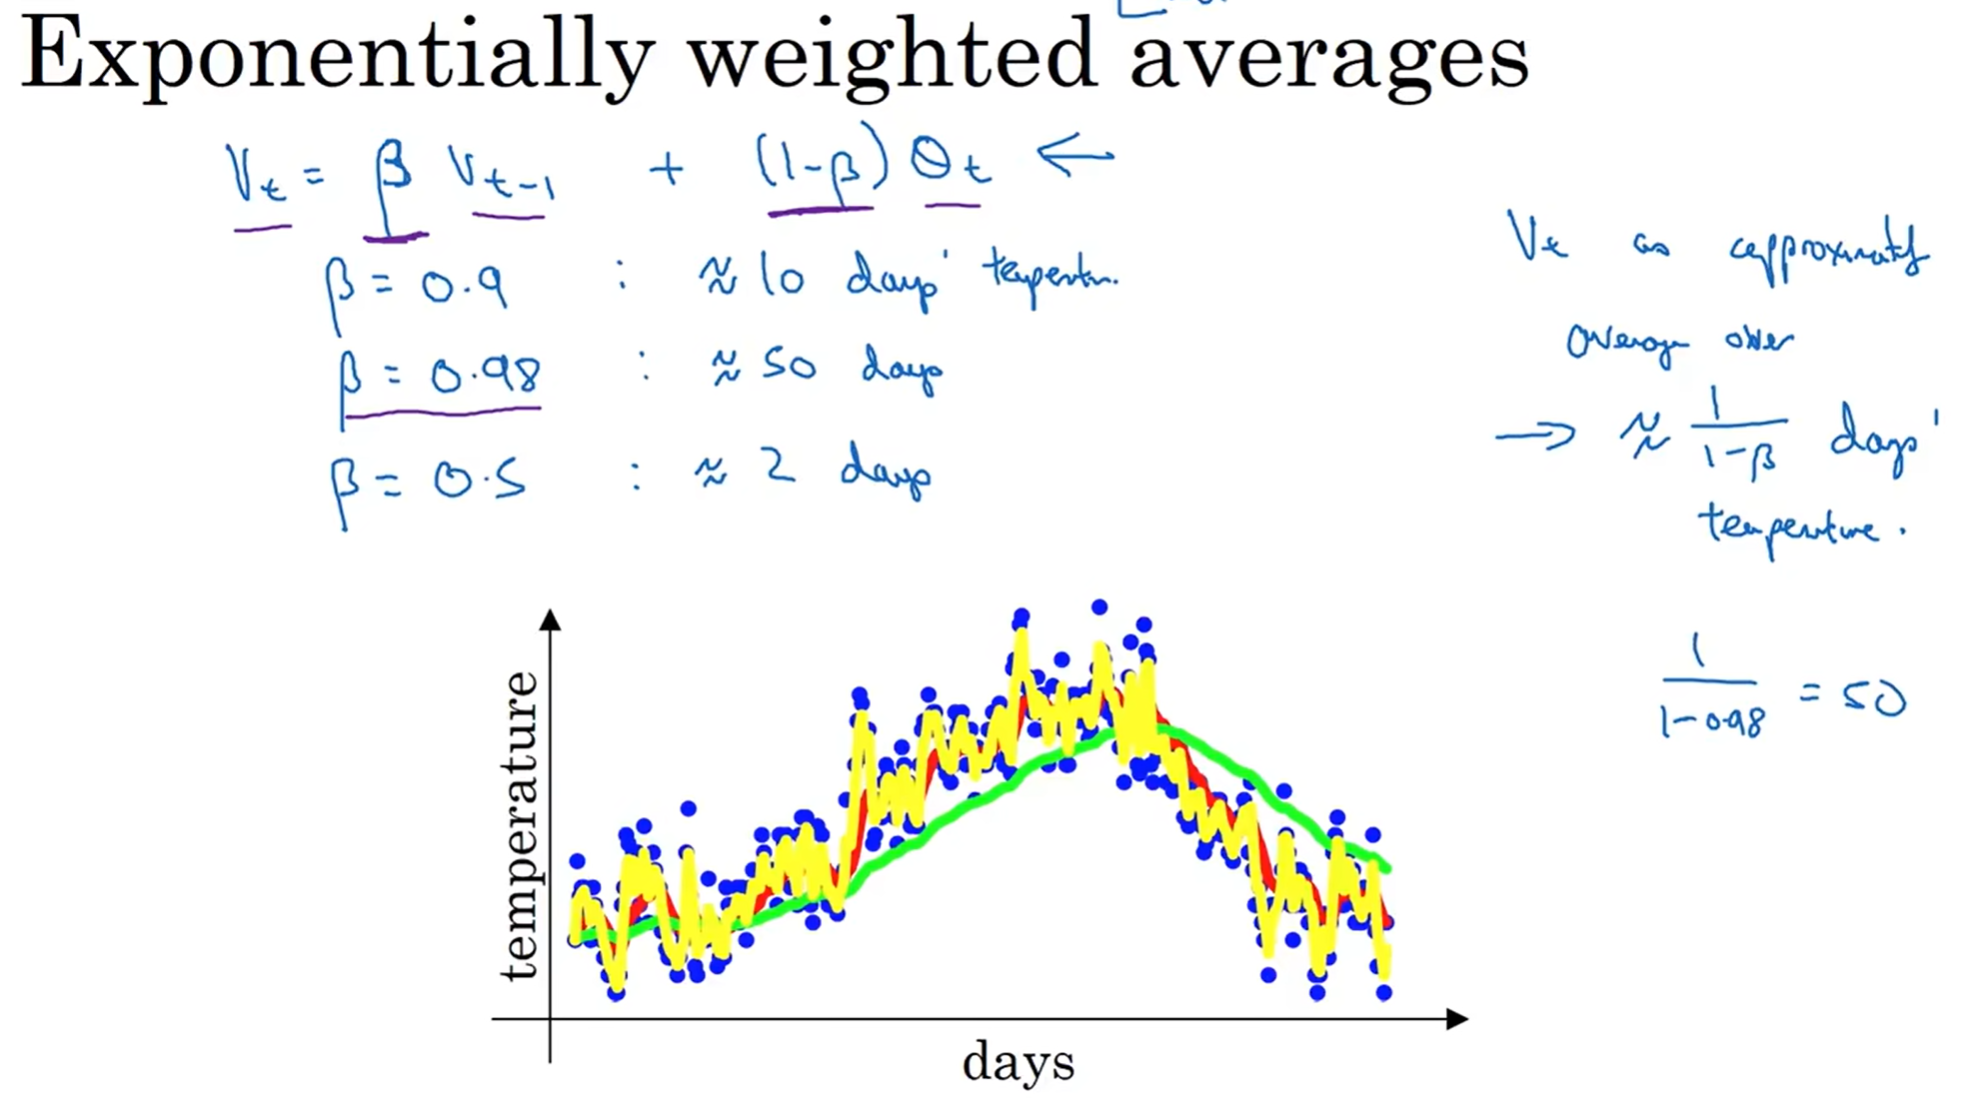 Exponentially weighted averages
Vt = β Vt-1 + (1-β) θt ←
β = 0.9 : ≈ 10 days' temperatur.
β = 0.98 : ≈ 50 days
β = 0.5 : ≈ 2 days
Vt as approximately
average over
→ ≈ 1/(1-β) days'
temperature.
1/(1-0.98) = 50
temperature
days